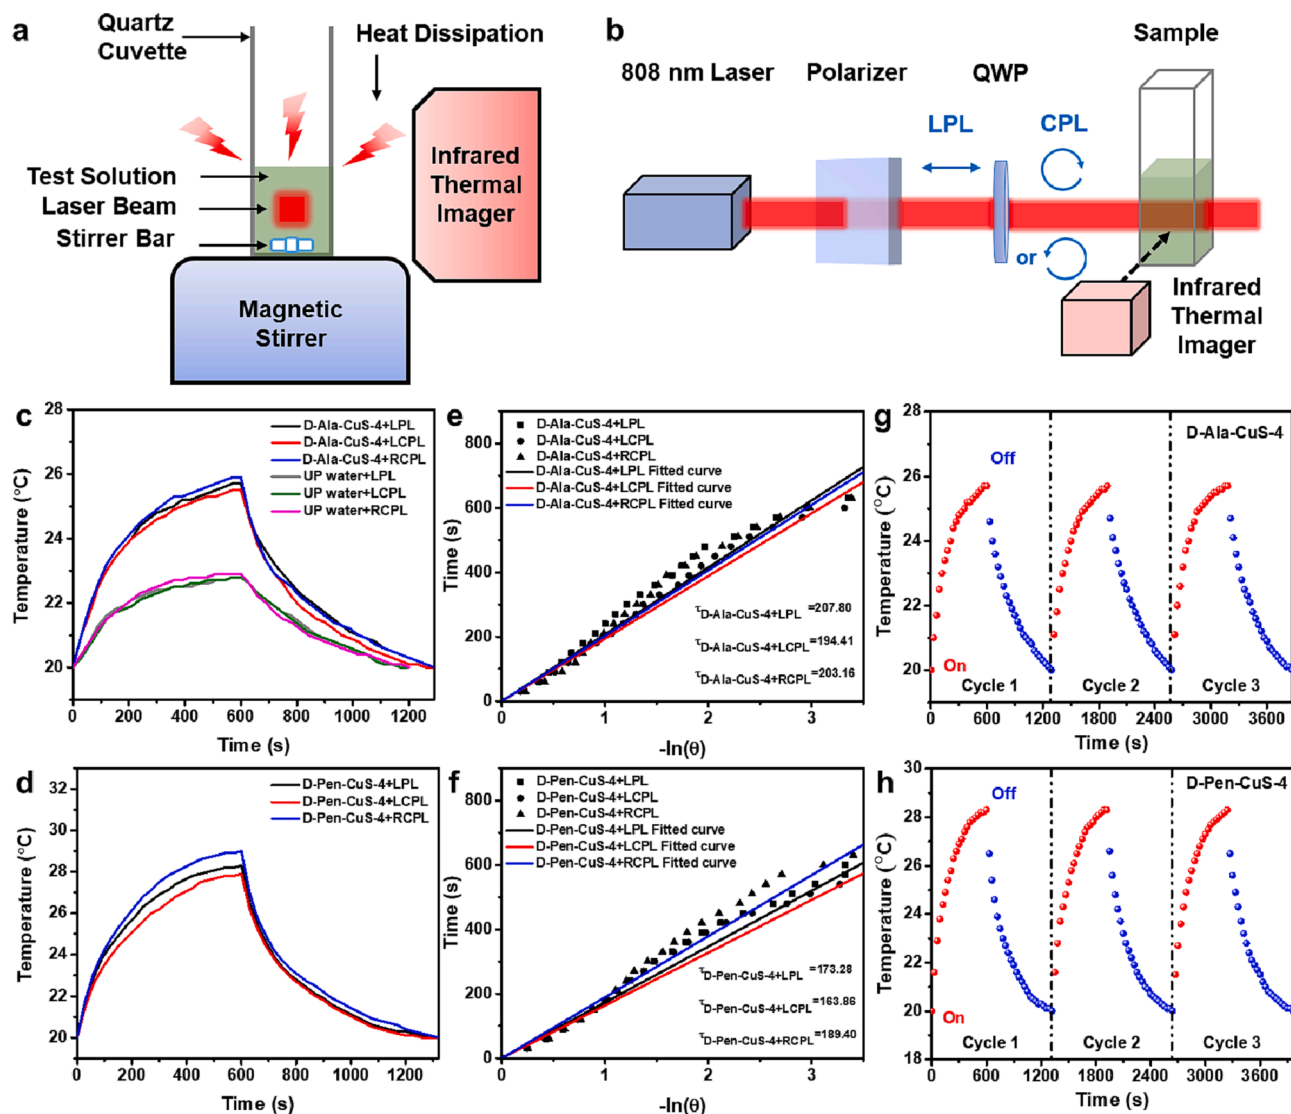 a
Quartz
Cuvette
Heat Dissipation
Test Solution
Laser Beam
Stirrer Bar
Infrared
Thermal
Imager
Magnetic
Stirrer
b
808 nm Laser
Polarizer
QWP
Sample
LPL
CPL
or
Infrared
Thermal
Imager
c
28
26
24
22
20
Temperature (°C)
D-Ala-CuS-4+LPL
D-Ala-CuS-4+LCPL
D-Ala-CuS-4+RCPL
UP water+LPL
UP water+LCPL
UP water+RCPL
0 200 400 600 800 1000 1200
Time (s)
e
800
600
400
200
0
Time (s)
D-Ala-CuS-4+LPL
D-Ala-CuS-4+LCPL
D-Ala-CuS-4+RCPL
D-Ala-CuS-4+LPL Fitted curve
D-Ala-CuS-4+LCPL Fitted curve
D-Ala-CuS-4+RCPL Fitted curve
τD-Ala-CuS-4+LPL=207.80
τD-Ala-CuS-4+LCPL=194.41
τD-Ala-CuS-4+RCPL=203.16
0 1 2 3
-ln(θ)
g
28
26
24
22
20
Temperature (°C)
D-Ala-CuS-4
Off
On
Cycle 1 Cycle 2 Cycle 3
0 600 1200 1800 2400 3000 3600
Time (s)
d
32
30
28
26
24
22
20
Temperature (°C)
D-Pen-CuS-4+LPL
D-Pen-CuS-4+LCPL
D-Pen-CuS-4+RCPL
0 200 400 600 800 1000 1200
Time (s)
f
800
600
400
200
0
Time (s)
D-Pen-CuS-4+LPL
D-Pen-CuS-4+LCPL
D-Pen-CuS-4+RCPL
D-Pen-CuS-4+LPL Fitted curve
D-Pen-CuS-4+LCPL Fitted curve
D-Pen-CuS-4+RCPL Fitted curve
τD-Pen-CuS-4+LPL =173.28
τD-Pen-CuS-4+LCPL=163.86
τD-Pen-CuS-4+RCPL=189.40
0 1 2 3
-ln(θ)
h
30
28
26
24
22
20
18
Temperature (°C)
D-Pen-CuS-4
Off
On
Cycle 1 Cycle 2 Cycle 3
0 600 1200 1800 2400 3000 3600
Time (s)